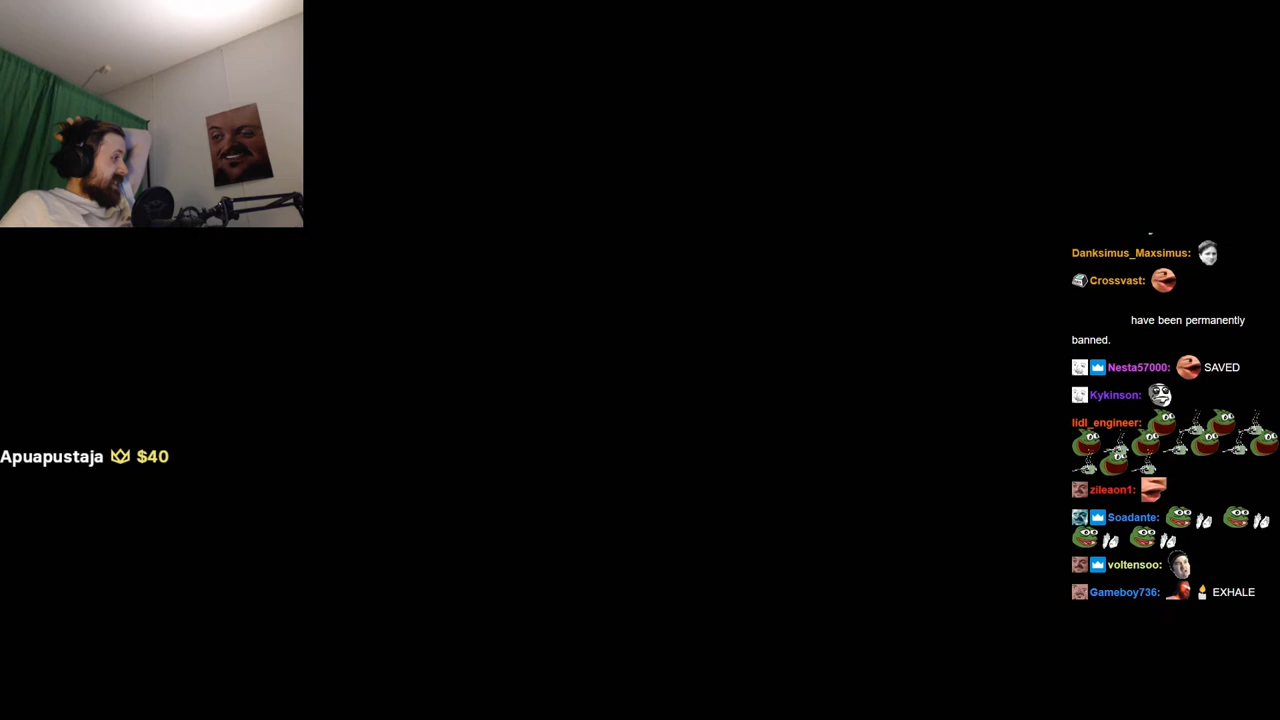 Danksimus_Maxsimus:
Crossvast:
have been permanently
banned.
Nesta57000: SAVED
Kykinson:
lidl_engineer:
Apuapustaja $40
zileaon1:
Soadante:
voltensoo:
Gameboy736: EXHALE